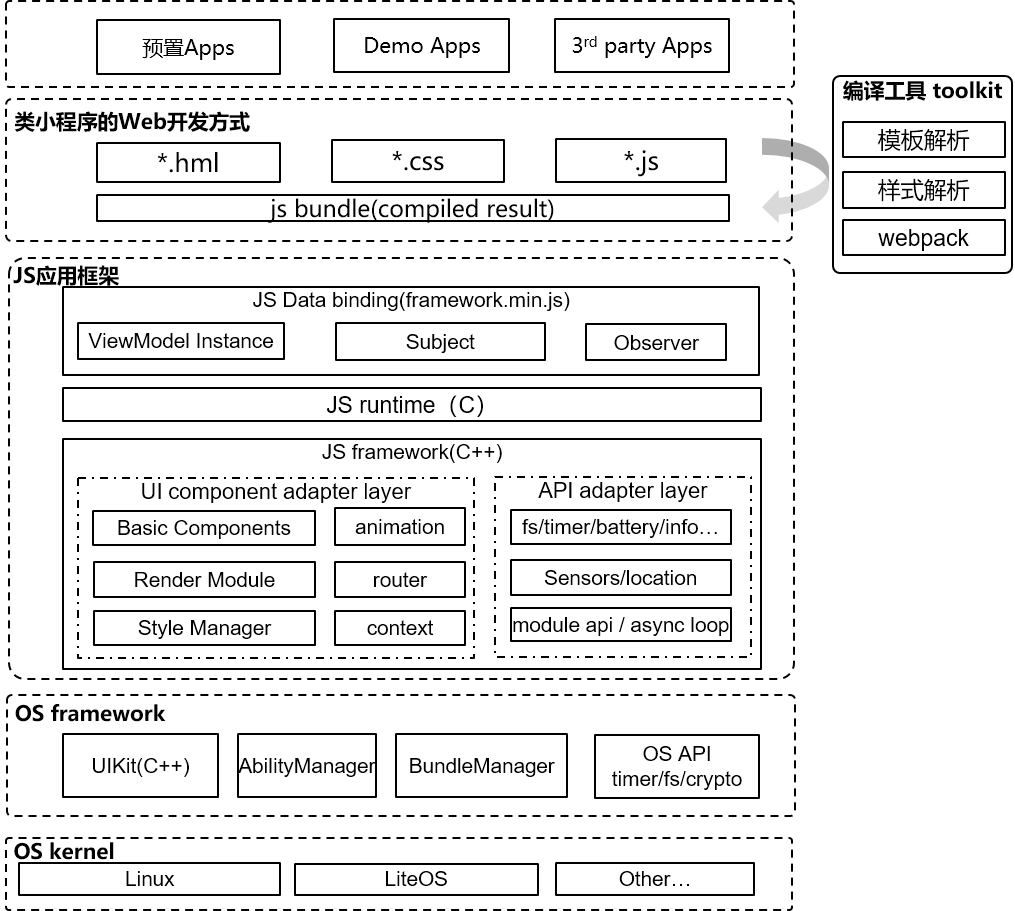 预置Apps
Demo Apps
3rd party Apps
类小程序的Web开发方式
*.hml
*.css
*.js
js bundle(compiled result)
编译工具 toolkit
模板解析
样式解析
webpack
JS应用框架
JS Data binding(framework.min.js)
ViewModel Instance
Subject
Observer
JS runtime（C）
JS framework(C++)
UI component adapter layer
Basic Components
animation
Render Module
router
Style Manager
context
API adapter layer
fs/timer/battery/info…
Sensors/location
module api / async loop
OS framework
UIKit(C++)
AbilityManager
BundleManager
OS API
timer/fs/crypto
OS kernel
Linux
LiteOS
Other…